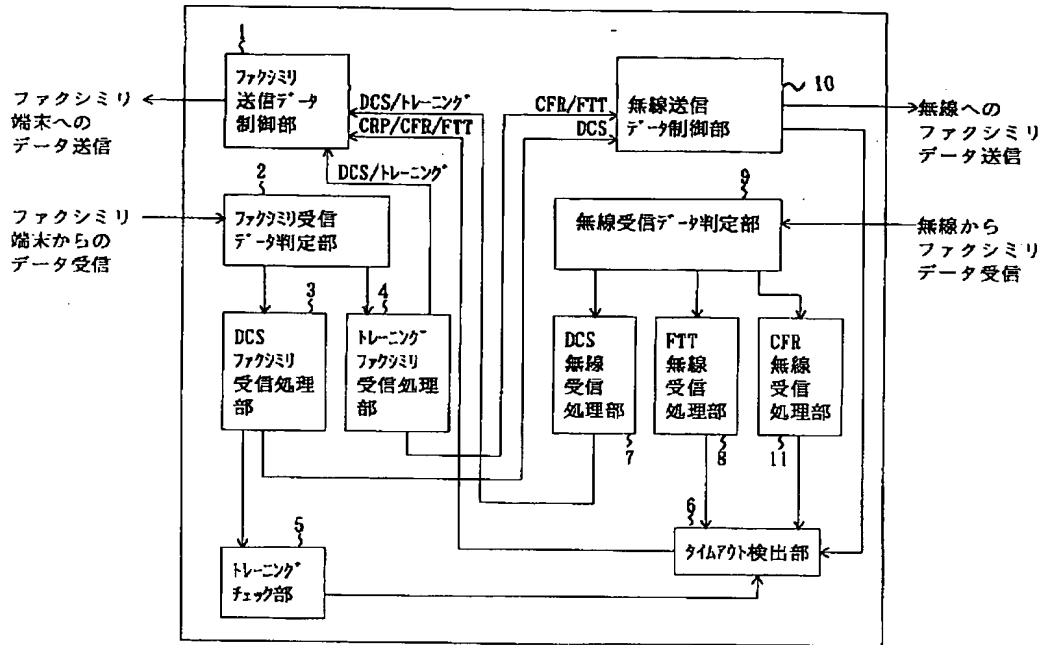 1
ファクシミリ
送信データ
制御部
ファクシミリ
端末への
データ送信
DCS/トレーニング
CRP/CFR/FTT
DCS/トレーニング
CFR/FTT
DCS
10
無線送信
データ制御部
無線への
ファクシミリ
データ送信
2
ファクシミリ受信
データ判定部
ファクシミリ
端末からの
データ受信
9
無線受信データ判定部
無線から
ファクシミリ
データ受信
3
DCS
ファクシミリ
受信処理
部
4
トレーニング
ファクシミリ
受信処理
部
DCS
無線
受信
処理部
7
FTT
無線
受信
処理部
8
CFR
無線
受信
処理部
11
5
トレーニング
チェック部
6
タイムアウト検出部